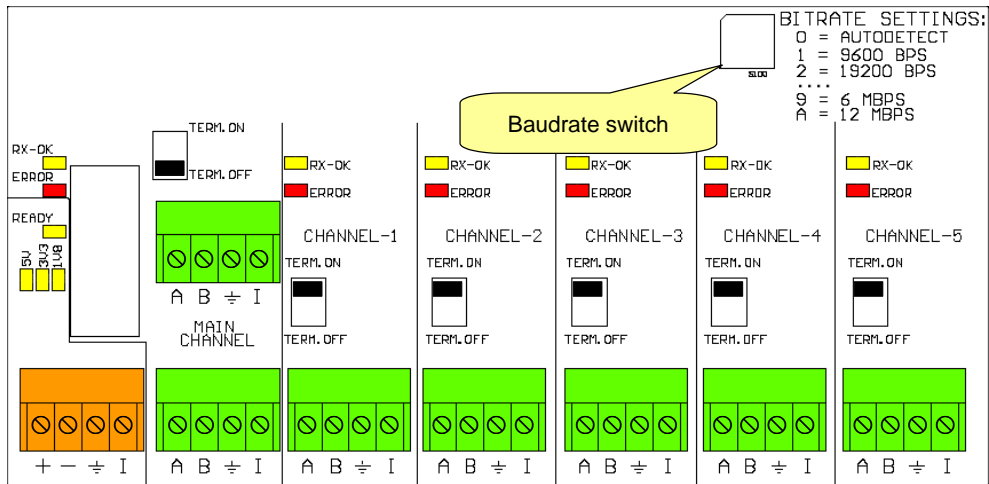 BITRATE SETTINGS:
0 = AUTODETECT
1 = 9600 BPS
2 = 19200 BPS
....
9 = 6 MBPS
A = 12 MBPS
S100
Baudrate switch
RX-OK
ERROR
READY
5V 3V3 1V8
+ - ⏚ I
TERM. ON
TERM. OFF
A B ⏚ I
MAIN
CHANNEL
A B ⏚ I
RX-OK
ERROR
CHANNEL-1
TERM. ON
TERM. OFF
A B ⏚ I
RX-OK
ERROR
CHANNEL-2
TERM. ON
TERM. OFF
A B ⏚ I
RX-OK
ERROR
CHANNEL-3
TERM. ON
TERM. OFF
A B ⏚ I
RX-OK
ERROR
CHANNEL-4
TERM. ON
TERM. OFF
A B ⏚ I
RX-OK
ERROR
CHANNEL-5
TERM. ON
TERM. OFF
A B ⏚ I